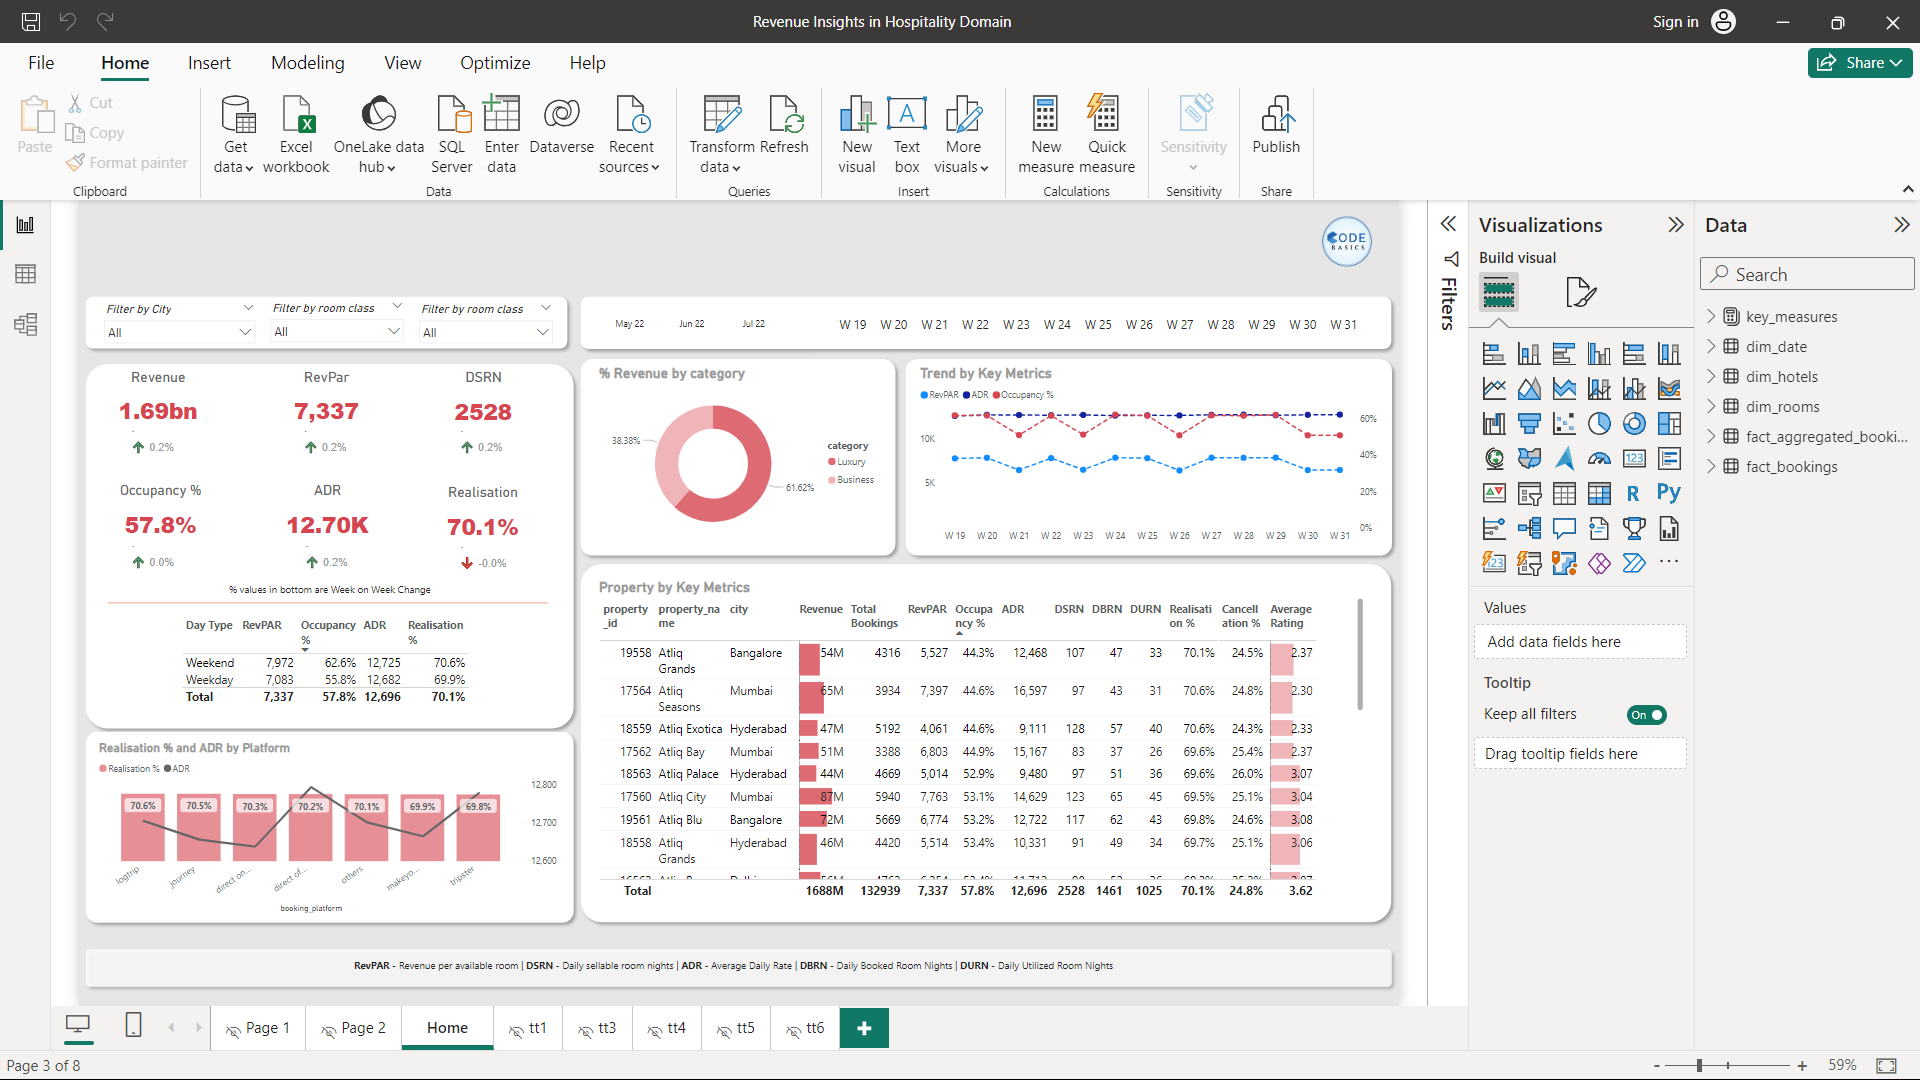 Revenue Insights in Hospitality Domain
Sign in
File Home Insert Modeling View Optimize Help
Share
Paste
Cut
Copy
Format painter
Clipboard
Get data
Excel workbook
OneLake data hub
SQL Server
Enter data
Dataverse
Recent sources
Data
Transform data
Refresh
Queries
New visual
Text box
More visuals
Insert
New measure
Quick measure
Calculations
Sensitivity
Sensitivity
Publish
Share
CODE
BASICS
Filter by City
All
Filter by room class
All
Filter by room class
All
May 22 Jun 22 Jul 22
W 19 W 20 W 21 W 22 W 23 W 24 W 25 W 26 W 27 W 28 W 29 W 30 W 31
Revenue
1.69bn
0.2%
RevPar
7,337
0.2%
DSRN
2528
0.2%
Occupancy %
57.8%
0.0%
ADR
12.70K
0.2%
Realisation
70.1%
-0.0%
% values in bottom are Week on Week Change
Day Type RevPAR Occupancy % ADR Realisation %
Weekend 7,972 62.6% 12,725 70.6%
Weekday 7,083 55.8% 12,682 69.9%
Total 7,337 57.8% 12,696 70.1%
% Revenue by category
38.38%
61.62%
category
Luxury
Business
Trend by Key Metrics
RevPAR ADR Occupancy %
10K
5K
60%
40%
20%
0%
W 19 W 20 W 21 W 22 W 23 W 24 W 25 W 26 W 27 W 28 W 29 W 30 W 31
Realisation % and ADR by Platform
Realisation % ADR
70.6% 70.5% 70.3% 70.2% 70.1% 69.9% 69.8%
12,800
12,700
12,600
logtrip journey direct on... direct of... others makeyo... tripster
booking_platform
Property by Key Metrics
property_id property_name city Revenue Total Bookings RevPAR Occupancy % ADR DSRN DBRN DURN Realisation % Cancellation % Average Rating
19558 Atliq Grands Bangalore 54M 4316 5,527 44.3% 12,468 107 47 33 70.1% 24.5% 2.37
17564 Atliq Seasons Mumbai 65M 3934 7,397 44.6% 16,597 97 43 31 70.6% 24.8% 2.30
18559 Atliq Exotica Hyderabad 47M 5192 4,061 44.6% 9,111 128 57 40 70.6% 24.3% 2.33
17562 Atliq Bay Mumbai 51M 3388 6,803 44.9% 15,167 83 37 26 69.6% 25.4% 2.37
18563 Atliq Palace Hyderabad 44M 4669 5,014 52.9% 9,480 97 51 36 69.6% 26.0% 3.07
17560 Atliq City Mumbai 87M 5940 7,763 53.1% 14,629 123 65 45 69.5% 25.1% 3.04
19561 Atliq Blu Bangalore 72M 5669 6,774 53.2% 12,722 117 62 43 69.8% 24.6% 3.08
18558 Atliq Grands Hyderabad 46M 4420 5,514 53.4% 10,331 91 49 34 69.7% 25.1% 3.06
Total 1688M 132939 7,337 57.8% 12,696 2528 1461 1025 70.1% 24.8% 3.62
RevPAR - Revenue per available room | DSRN - Daily sellable room nights | ADR - Average Daily Rate | DBRN - Daily Booked Room Nights | DURN - Daily Utilized Room Nights
Filters
Visualizations
Build visual
123
R
Py
123
Values
Add data fields here
Tooltip
Keep all filters
On
Drag tooltip fields here
Data
Search
key_measures
dim_date
dim_hotels
dim_rooms
fact_aggregated_booki...
fact_bookings
Page 1 Page 2 Home tt1 tt3 tt4 tt5 tt6 +
Page 3 of 8
- + 59%